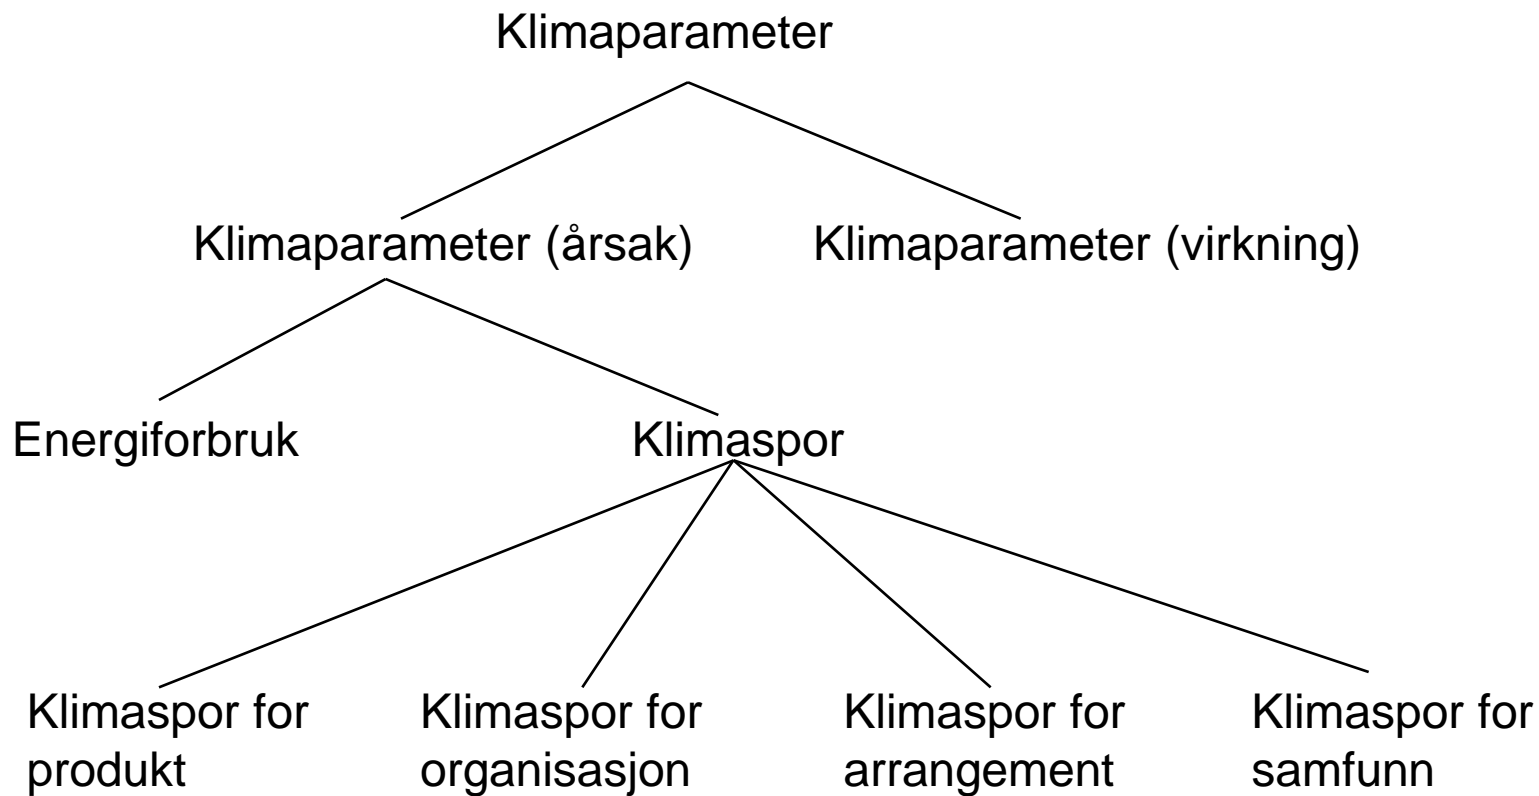 Klimaparameter
Klimaparameter (årsak)
Klimaparameter (virkning)
Energiforbruk
Klimaspor
Klimaspor for
produkt
Klimaspor for
organisasjon
Klimaspor for
arrangement
Klimaspor for
samfunn